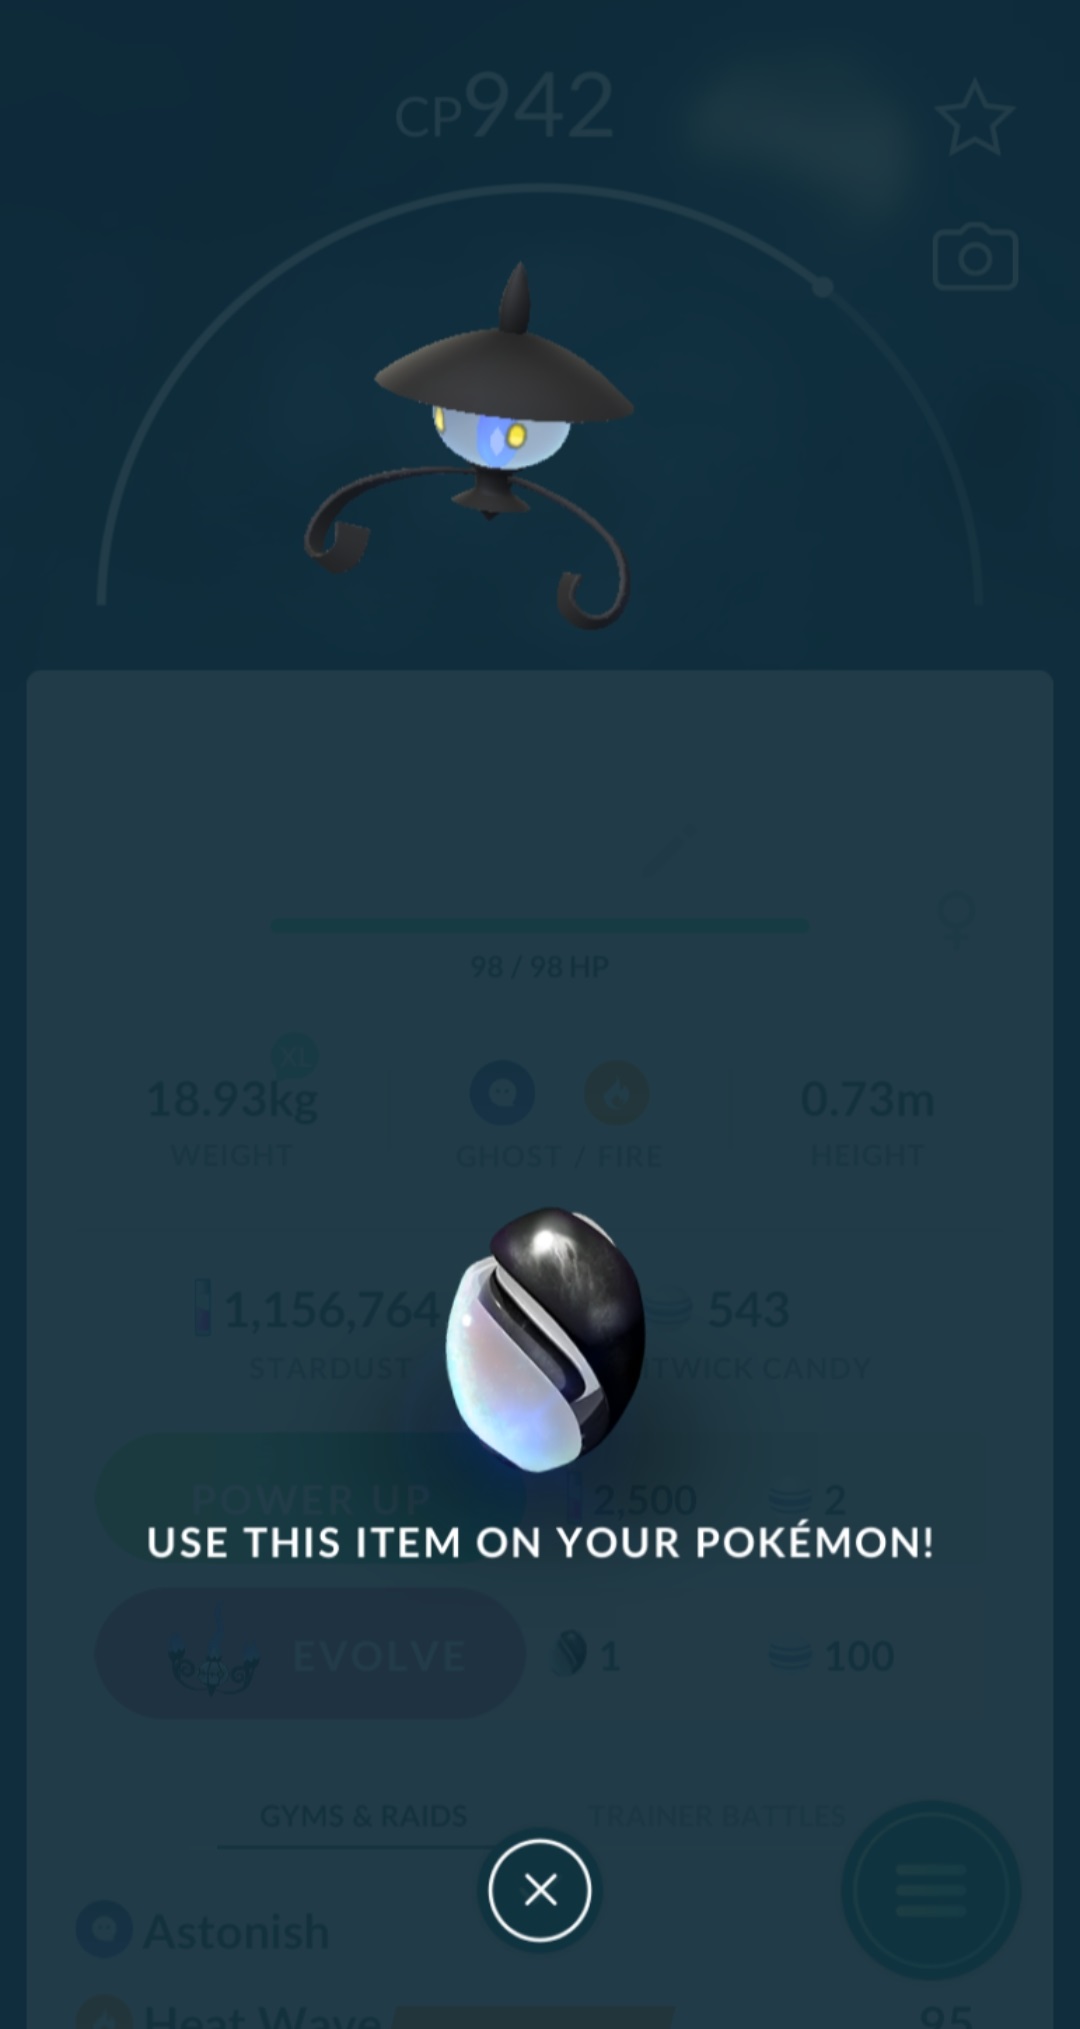 CP942
98 / 98 HP
XL
18.93kg
0.73m
WEIGHT
GHOST / FIRE
HEIGHT
1,156,764
543
STARDUST
TWICK CANDY
POWER UP
2,500
2
USE THIS ITEM ON YOUR POKÉMON!
EVOLVE
1
100
GYMS & RAIDS
TRAINER BATTLES
Astonish
Heat Wave
95